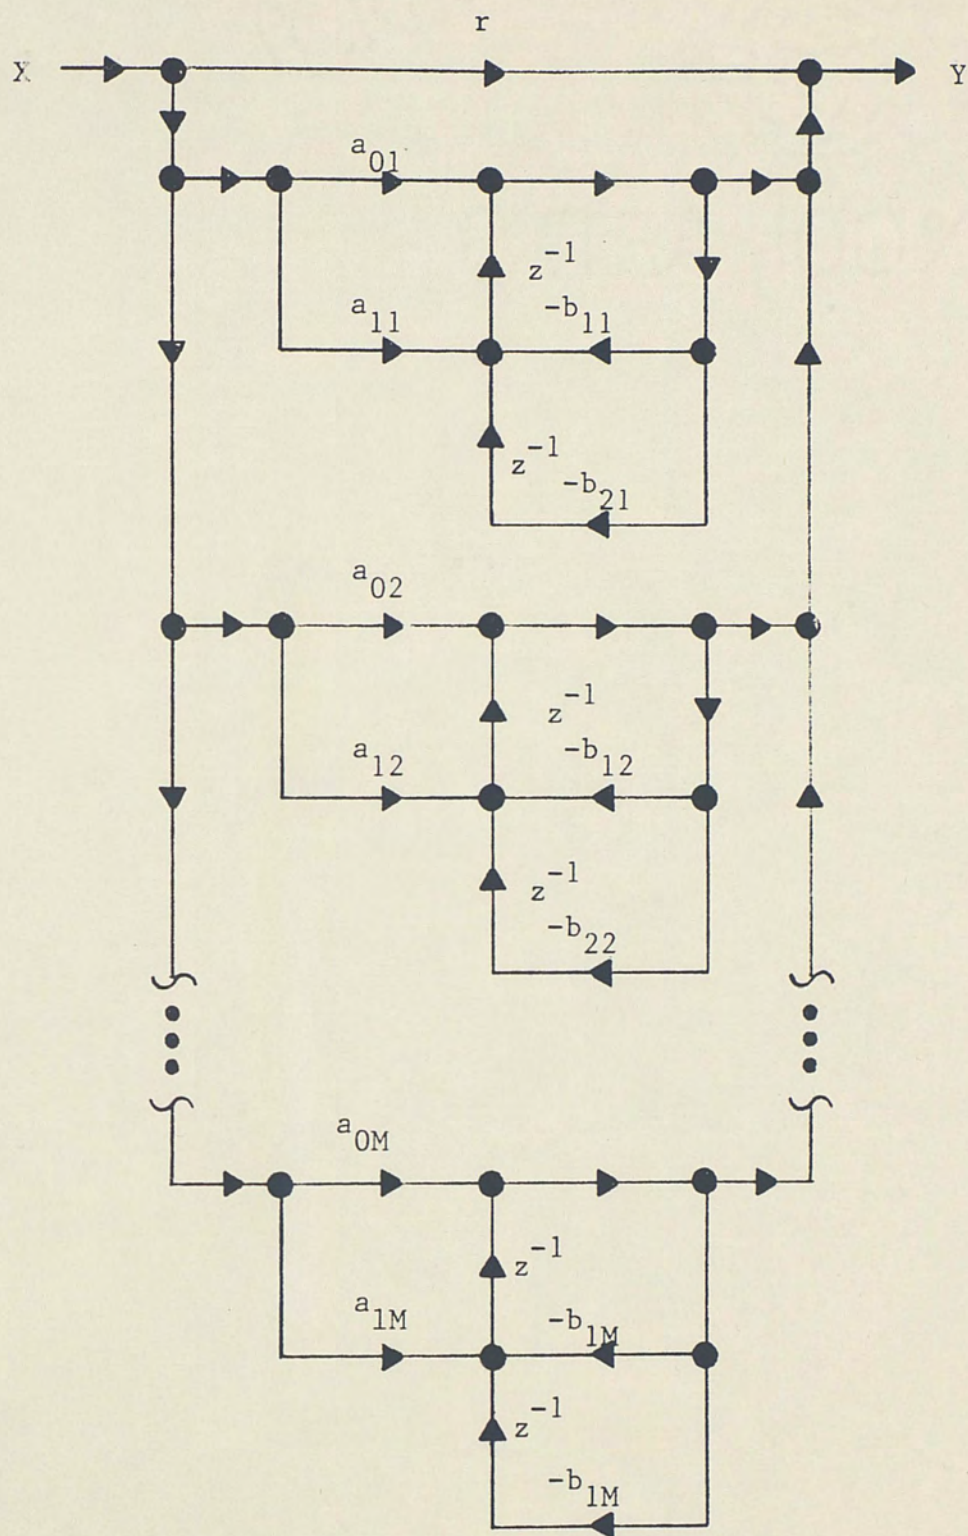 r
X Y
a₀₁
z⁻¹
a₁₁ -b₁₁
z⁻¹
-b₂₁
a₀₂
z⁻¹
a₁₂ -b₁₂
z⁻¹
-b₂₂
a₀M
z⁻¹
a₁M -b₁M
z⁻¹
-b₁M